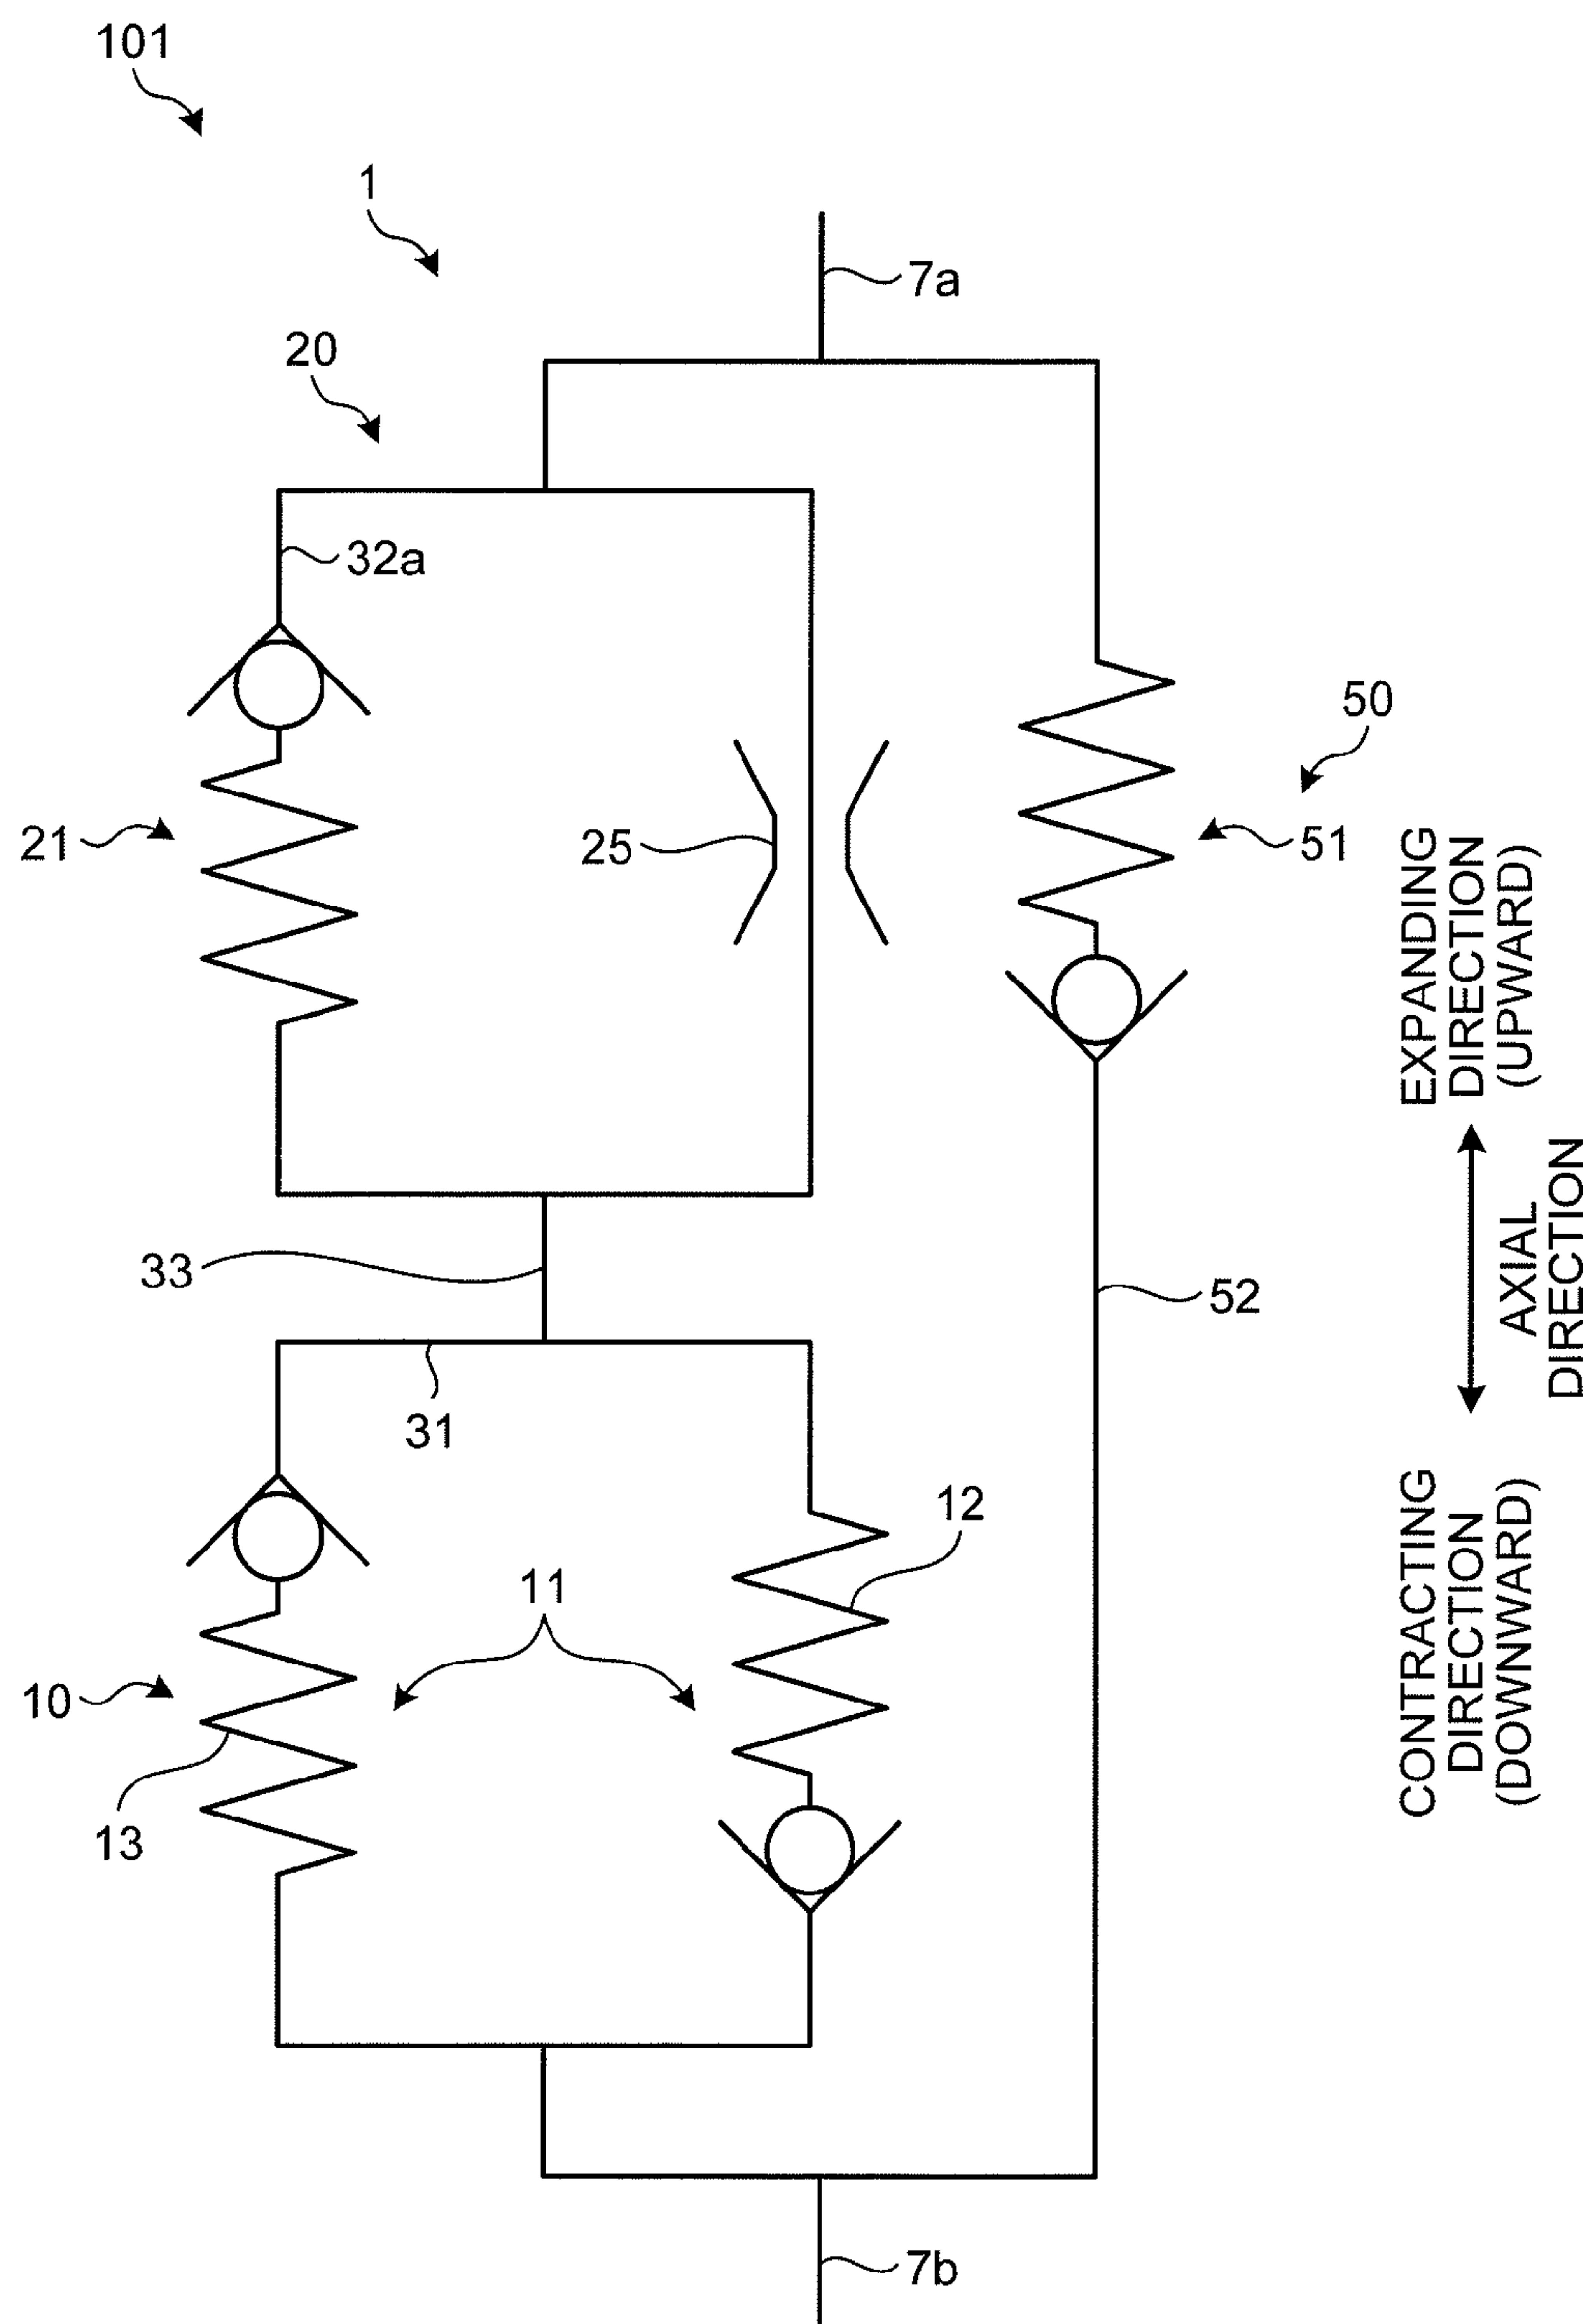 101
1
7a
20
32a
50
21
25
51
EXPANDING
DIRECTION
(UPWARD)
33
52
AXIAL
DIRECTION
31
12
11
CONTRACTING
DIRECTION
(DOWNWARD)
10
13
7b